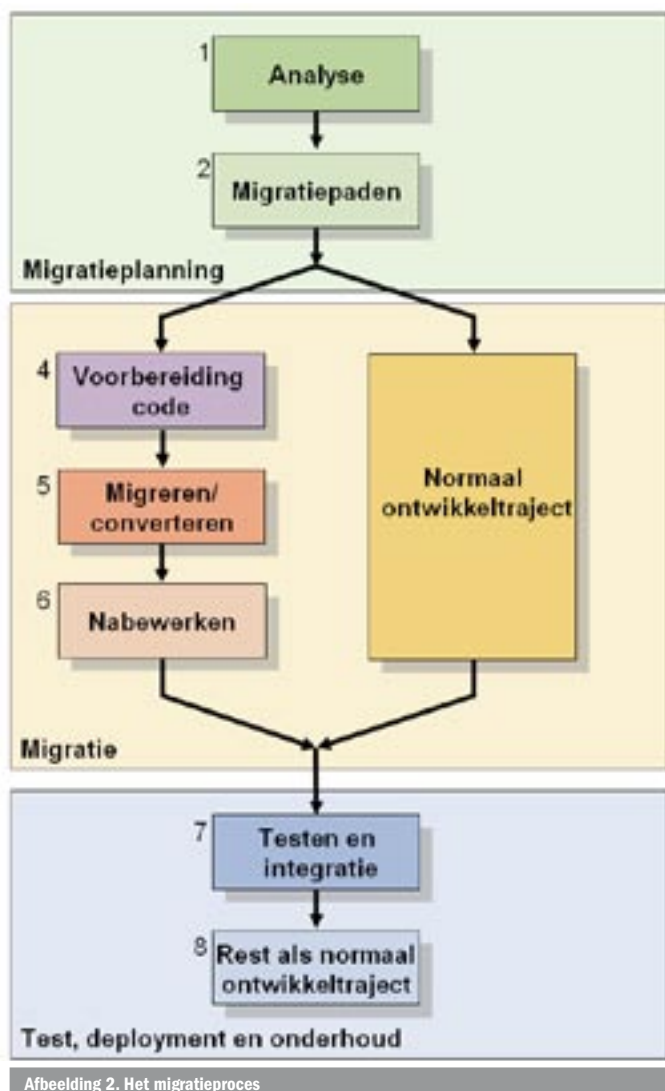 1
Analyse
2
Migratiepaden
Migratieplanning
4
Voorbereiding
code
5
Migreren/
converteren
6
Nabewerken
Normaal
ontwikkeltraject
Migratie
7
Testen en
integratie
8
Rest als normaal
ontwikkeltraject
Test, deployment en onderhoud
Afbeelding 2. Het migratieproces